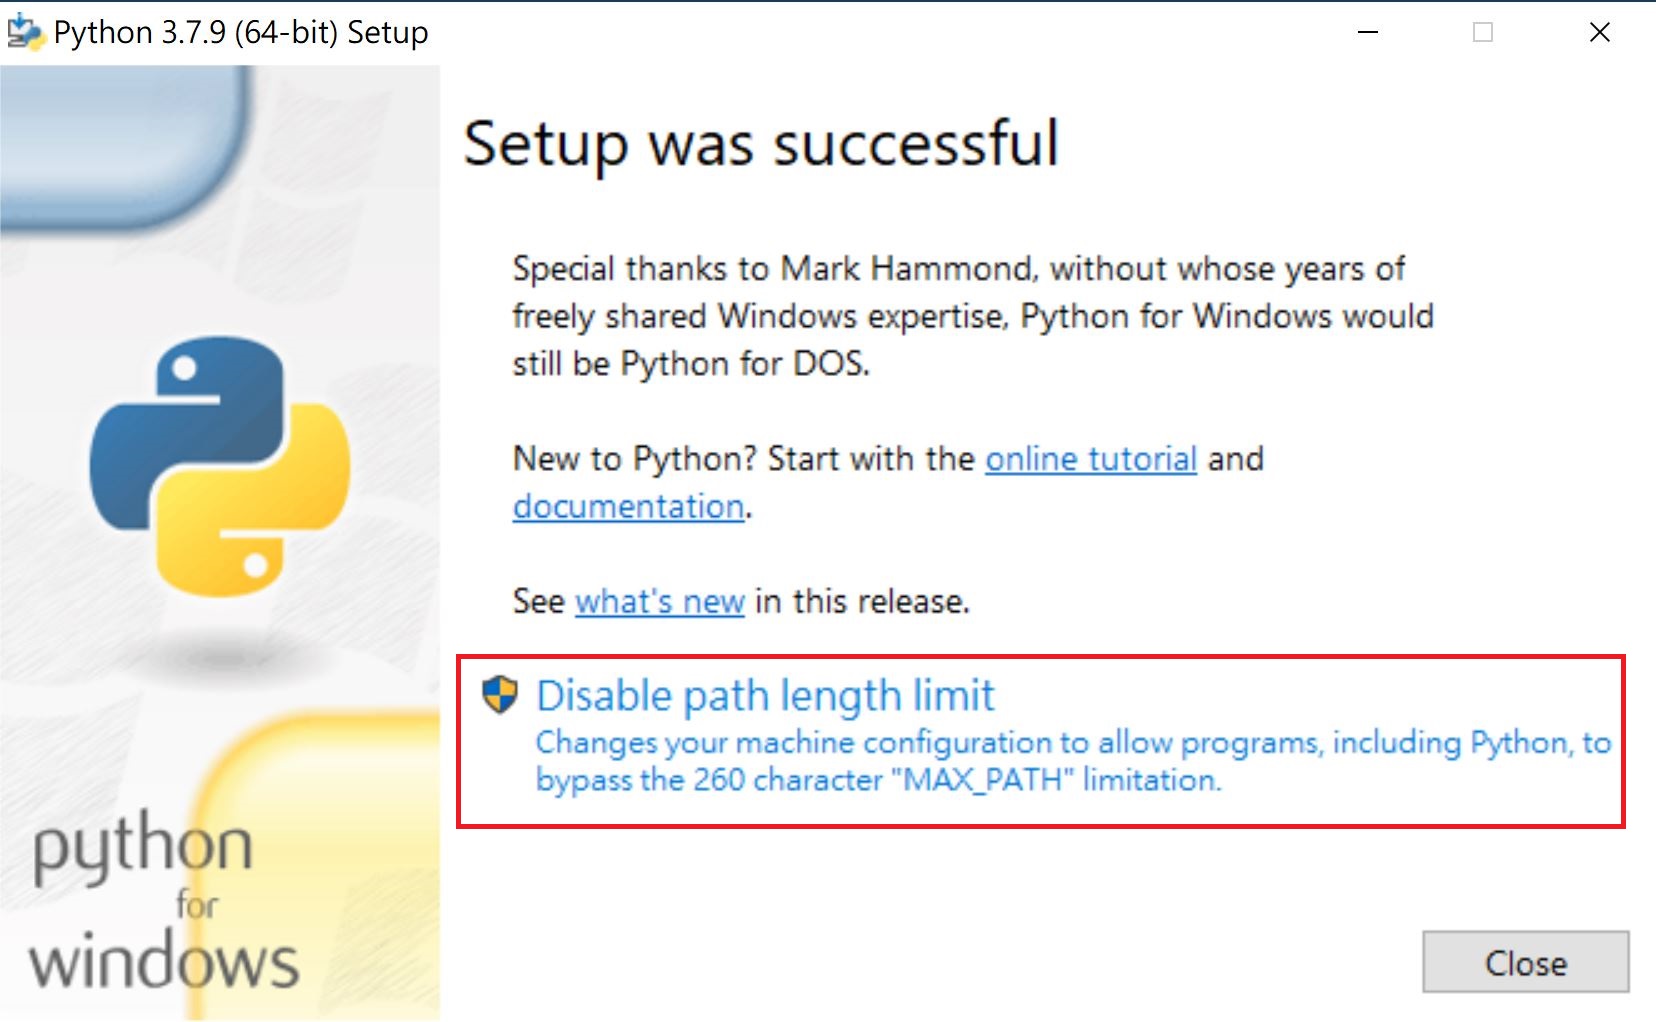 Python 3.7.9 (64-bit) Setup
Setup was successful
Special thanks to Mark Hammond, without whose years of
freely shared Windows expertise, Python for Windows would
still be Python for DOS.
New to Python? Start with the online tutorial and
documentation.
See what's new in this release.
Disable path length limit
Changes your machine configuration to allow programs, including Python, to
bypass the 260 character "MAX_PATH" limitation.
python
for
windows
Close